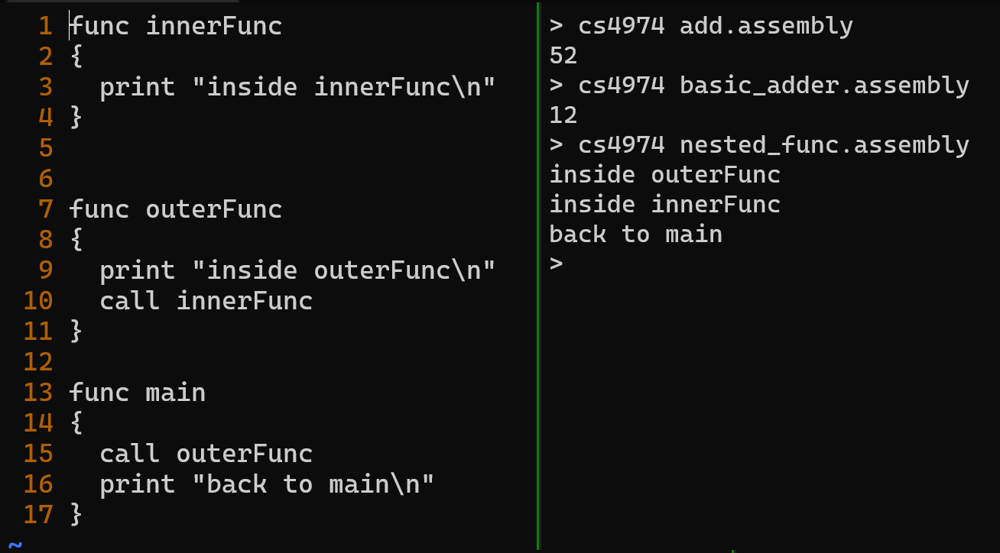 1 func innerFunc
2 {
3   print "inside innerFunc\n"
4 }
5
6
7 func outerFunc
8 {
9   print "inside outerFunc\n"
10   call innerFunc
11 }
12
13 func main
14 {
15   call outerFunc
16   print "back to main\n"
17 }
~
> cs4974 add.assembly
52
> cs4974 basic_adder.assembly
12
> cs4974 nested_func.assembly
inside outerFunc
inside innerFunc
back to main
>